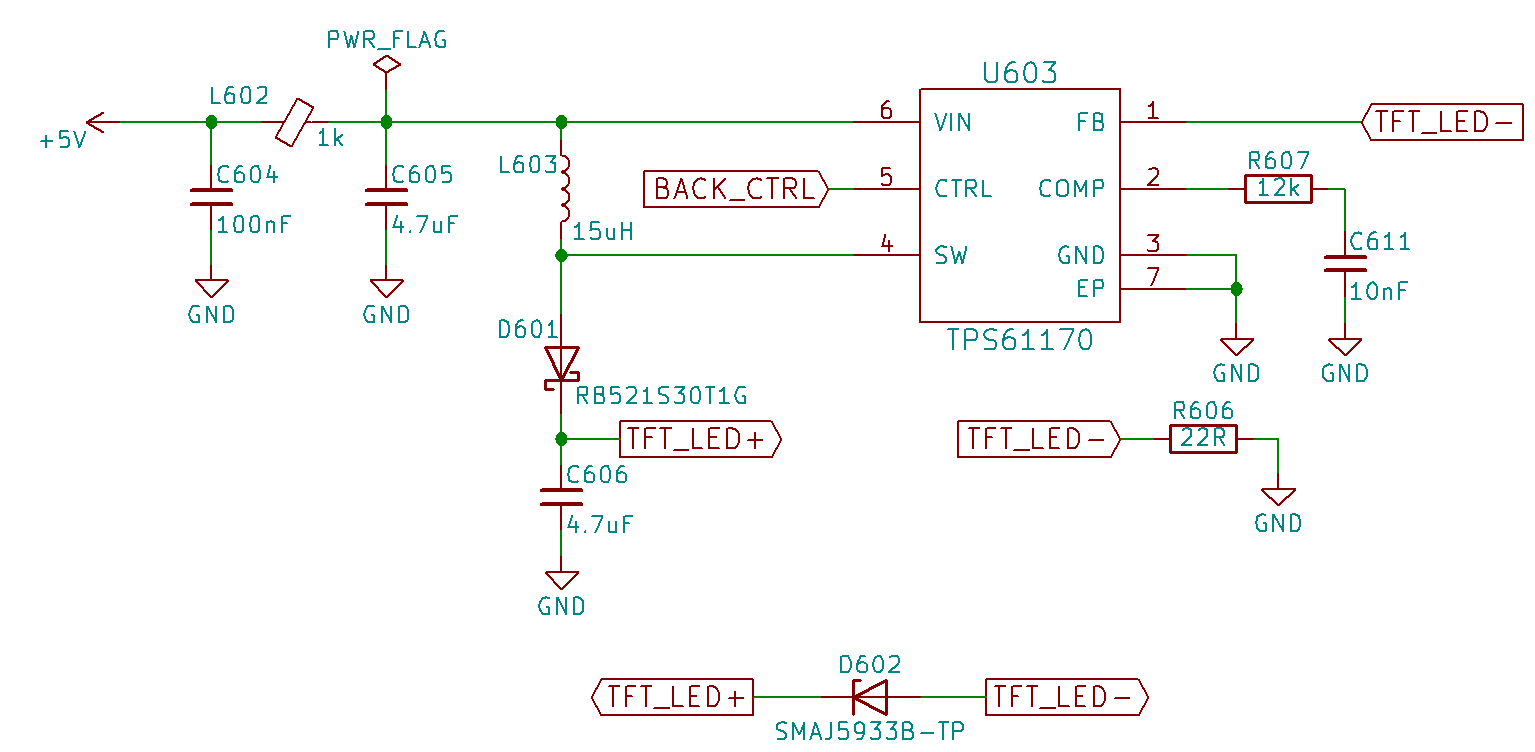 PWR_FLAG
+5V
L602
1k
C604
100nF
GND
C605
4.7uF
GND
L603
15uH
BACK_CTRL
U603
6
VIN
5
CTRL
4
SW
FB
1
COMP
2
GND
3
EP
7
TPS61170
TFT_LED-
R607
12k
C611
10nF
GND
GND
D601
RB521S30T1G
TFT_LED+
C606
4.7uF
GND
TFT_LED-
R606
22R
GND
TFT_LED+
D602
SMAJ5933B-TP
TFT_LED-